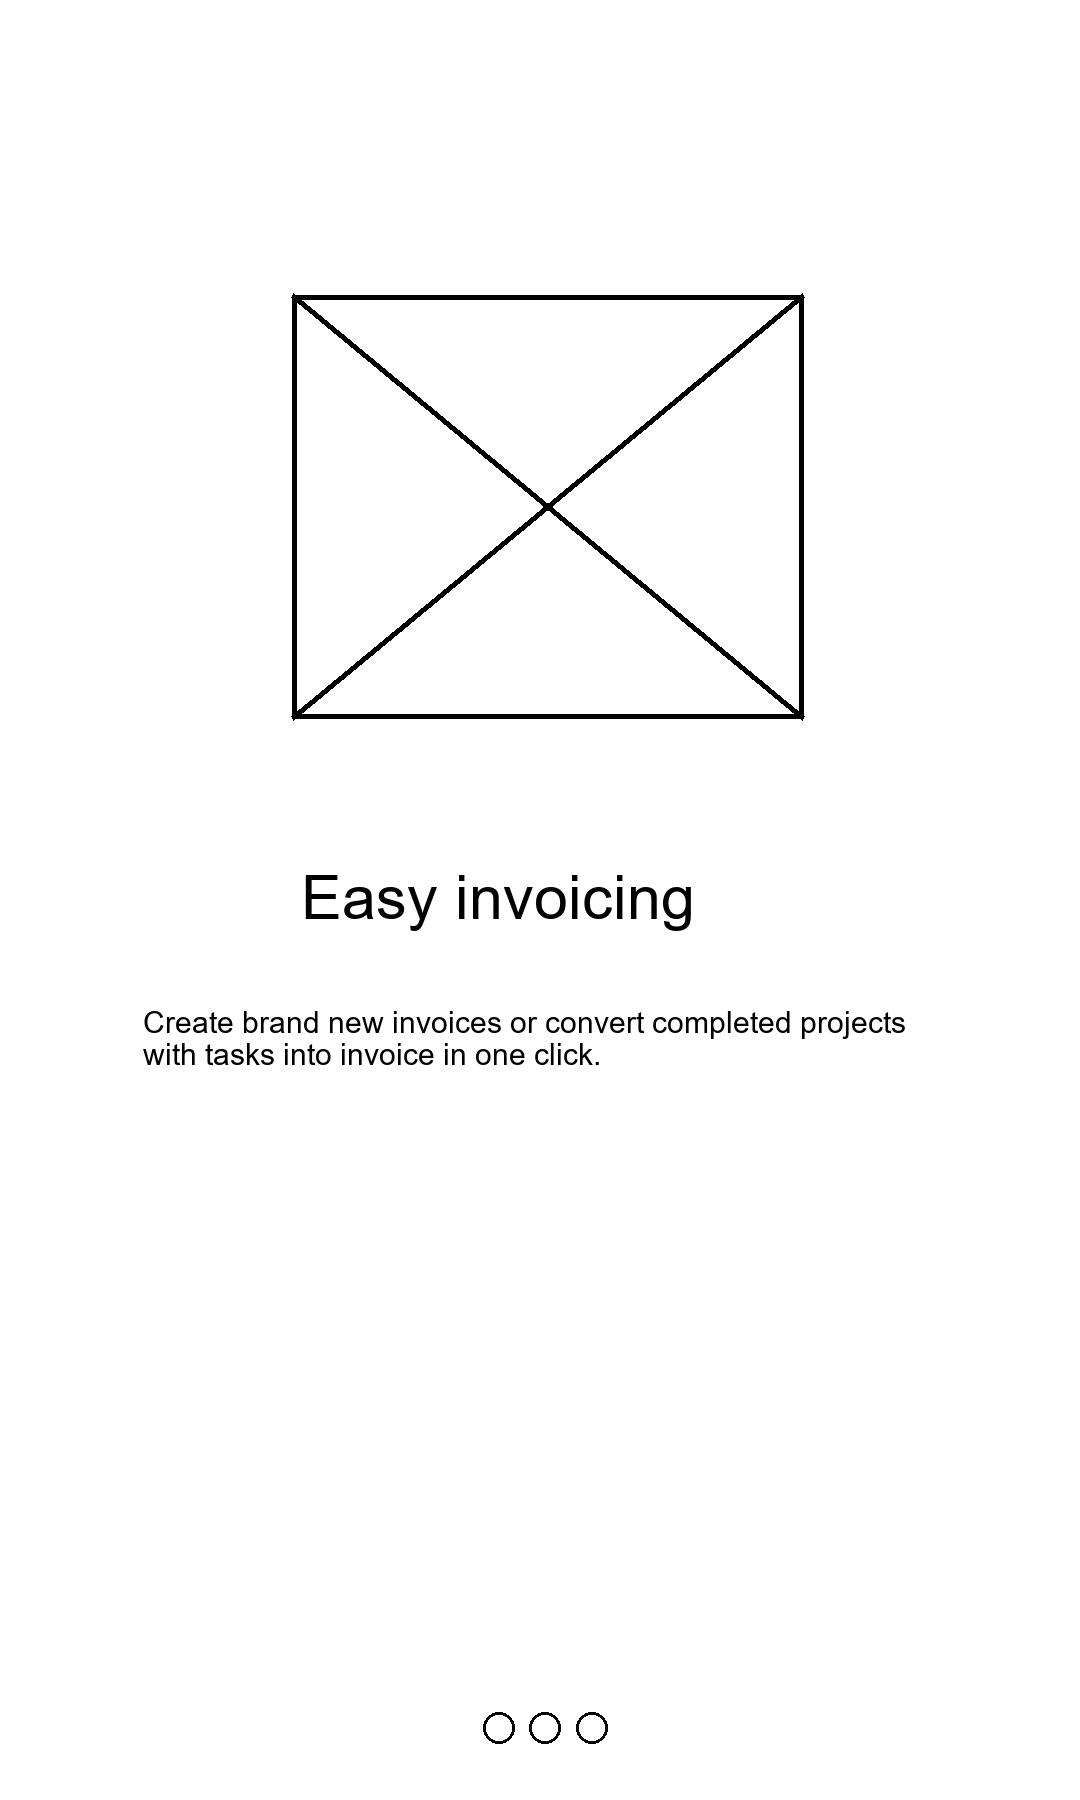 Easy invoicing
Create brand new invoices or convert completed projects
with tasks into invoice in one click.